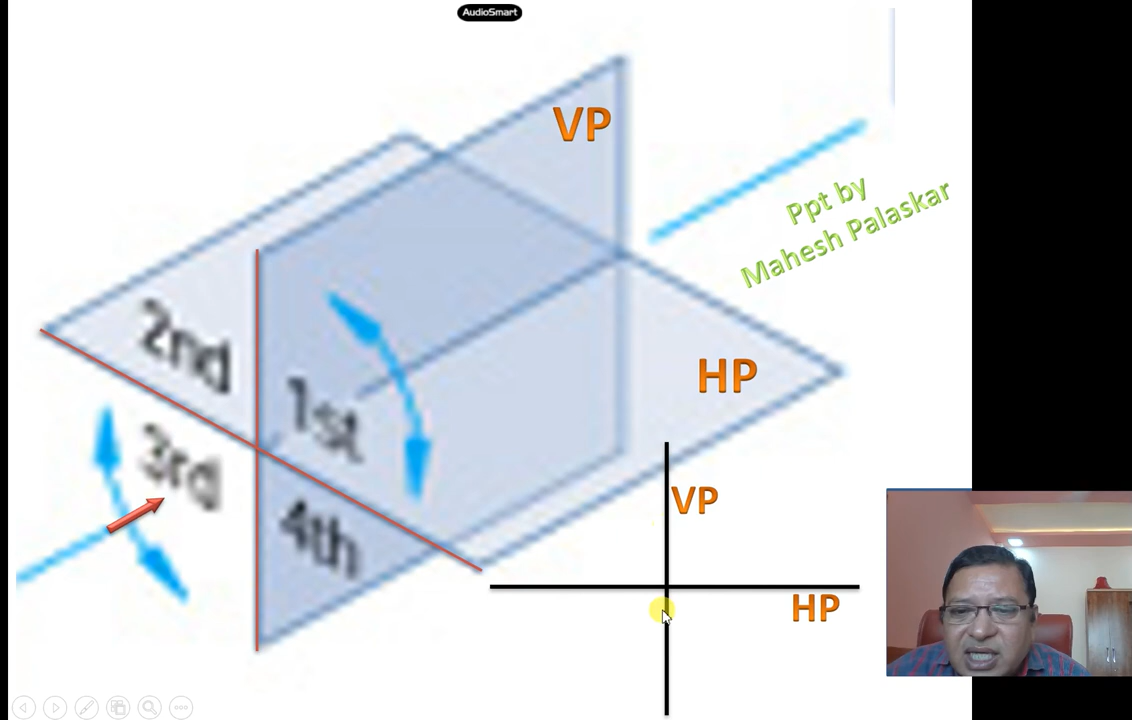 AudioSmart
VP
Ppt by
Mahesh Palaskar
2nd
1st
HP
3rd
4th
VP
HP